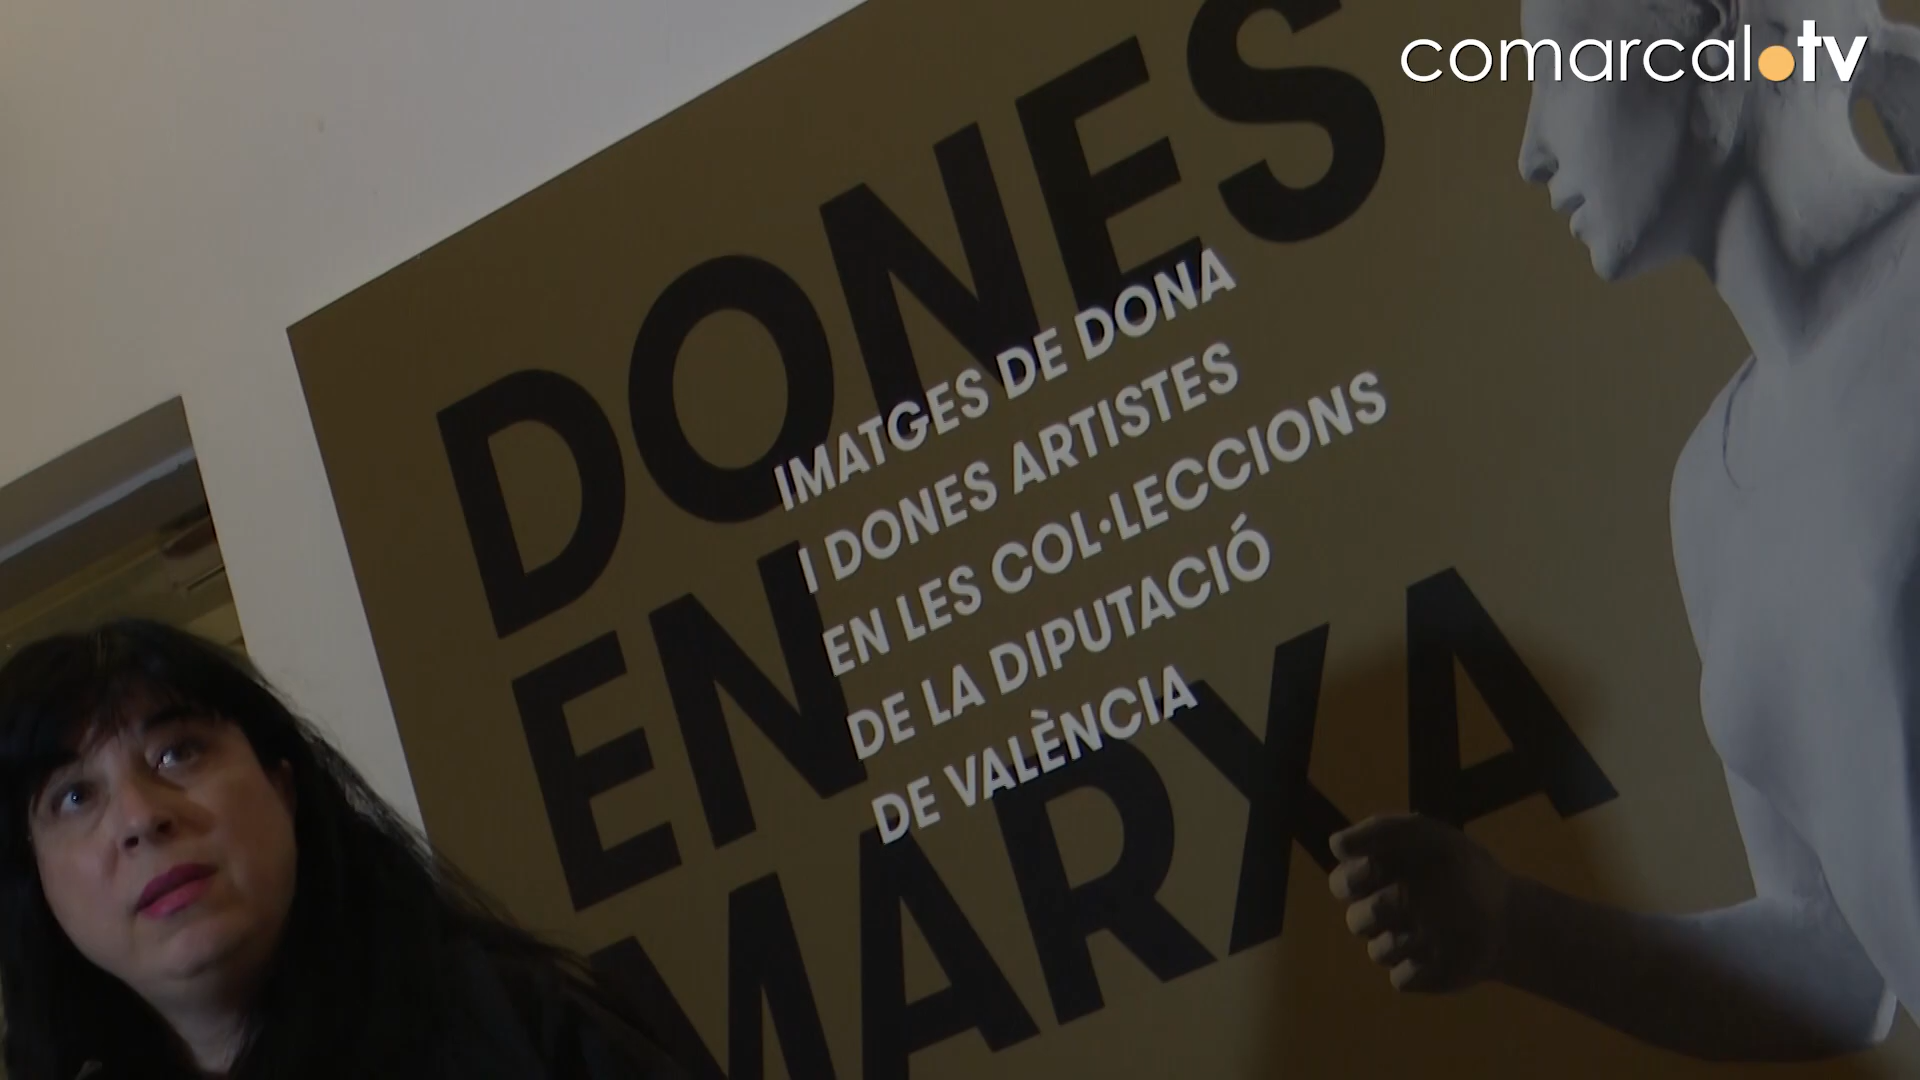 comarcal.tv
DONES
EN
MARXA
IMATGES DE DONA
I DONES ARTISTES
EN LES COL·LECCIONS
DE LA DIPUTACIÓ
DE VALÈNCIA